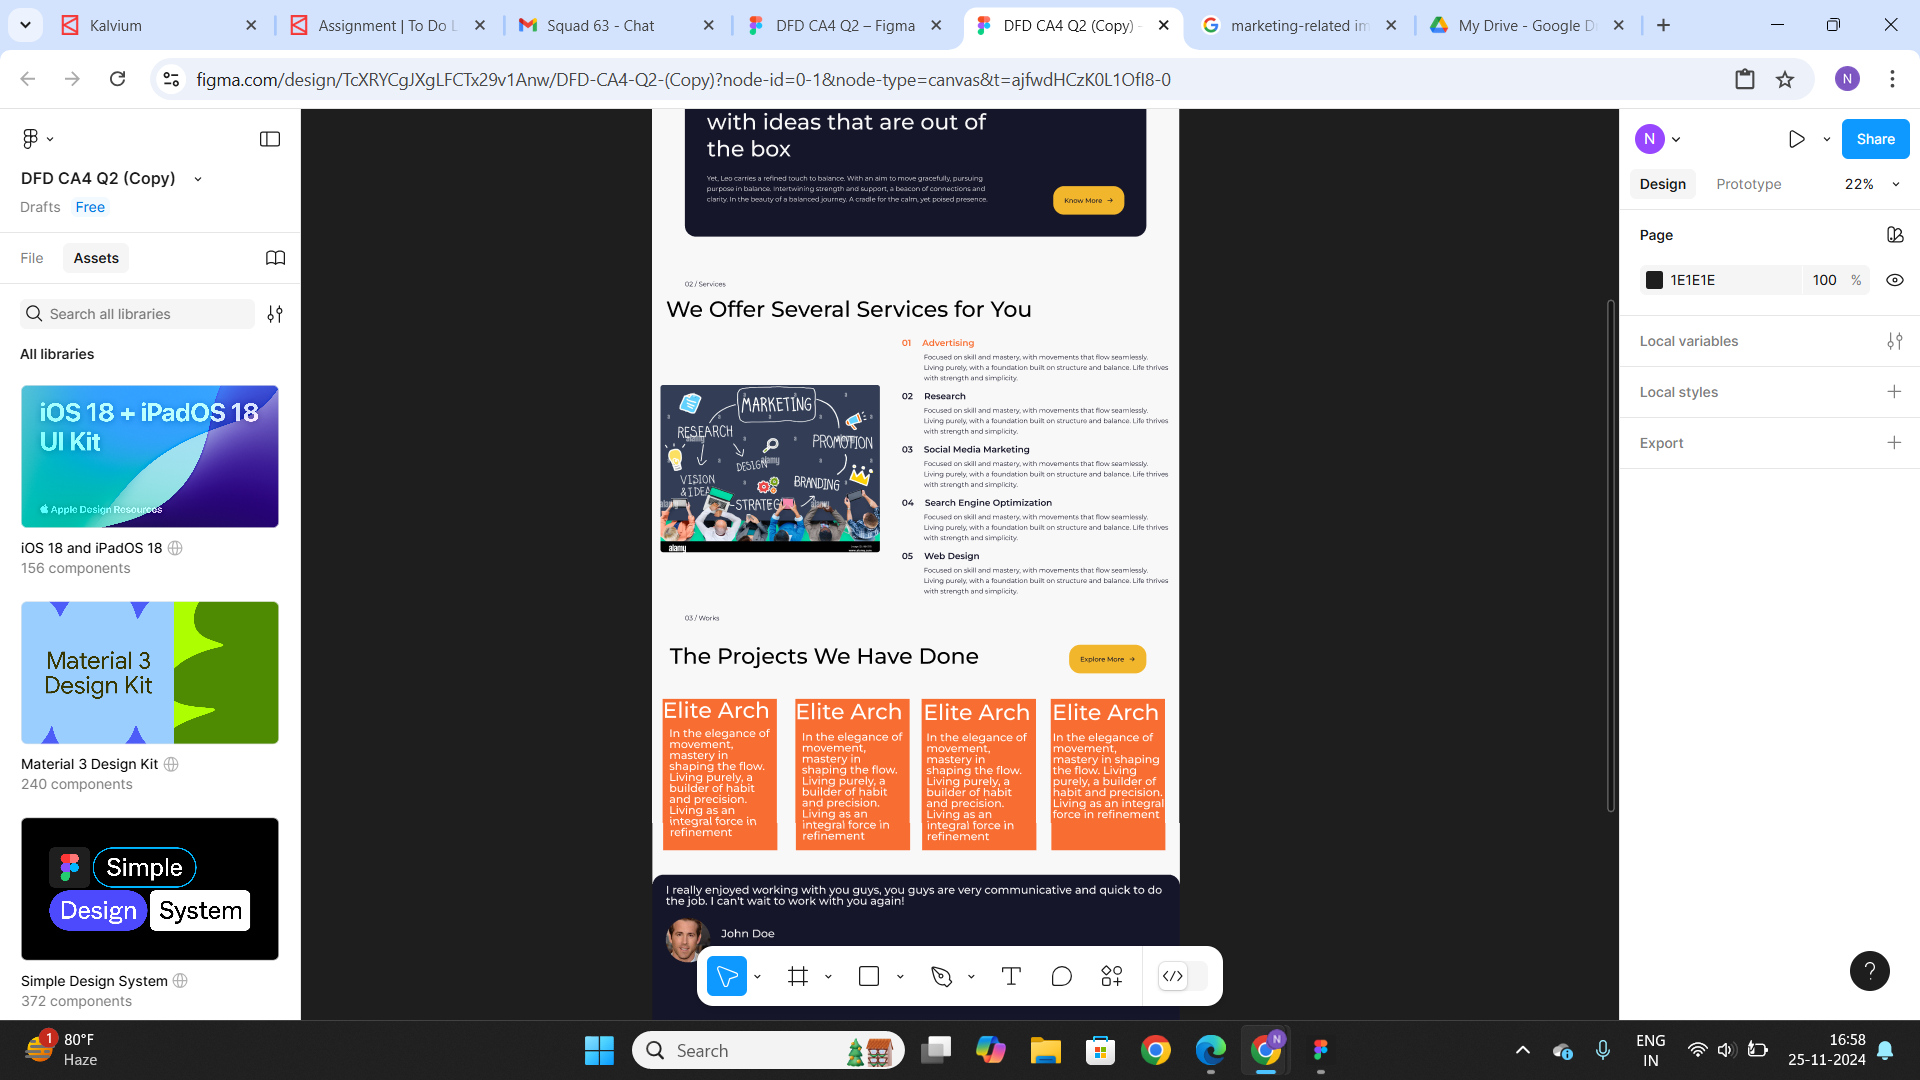 Kalvium
Assignment | To Do L
Squad 63 - Chat
DFD CA4 Q2 – Figma
DFD CA4 Q2 (Copy) -
marketing-related im
My Drive - Google D
figma.com/design/TcXRYCgJXgLFCTx29v1Anw/DFD-CA4-Q2-(Copy)?node-id=0-1&node-type=canvas&t=ajfwdHCzK0L1OfI8-0
N
DFD CA4 Q2 (Copy)
Drafts Free
File Assets
Search all libraries
All libraries
iOS 18 + iPadOS 18
UI Kit
Apple Design Resources
iOS 18 and iPadOS 18
156 components
Material 3
Design Kit
Material 3 Design Kit
240 components
Simple
Design System
Simple Design System
372 components
with ideas that are out of
the box
Yet, Leo carries a refined touch to balance. With an aim to move gracefully, pursuing
purpose in balance. Intertwining strength and support, a beacon of connections and
clarity. In the beauty of a balanced journey. A cradle for the calm, yet poised presence.
Know More →
02 / Services
We Offer Several Services for You
MARKETING
RESEARCH
PROMOTION
DESIGN
VISION
& IDEAS
BRANDING
STRATEGY
alamy
01 Advertising
Focused on skill and mastery, with movements that flow seamlessly.
Living purely, with a foundation built on structure and balance. Life thrives
with strength and simplicity.
02 Research
Focused on skill and mastery, with movements that flow seamlessly.
Living purely, with a foundation built on structure and balance. Life thrives
with strength and simplicity.
03 Social Media Marketing
Focused on skill and mastery, with movements that flow seamlessly.
Living purely, with a foundation built on structure and balance. Life thrives
with strength and simplicity.
04 Search Engine Optimization
Focused on skill and mastery, with movements that flow seamlessly.
Living purely, with a foundation built on structure and balance. Life thrives
with strength and simplicity.
05 Web Design
Focused on skill and mastery, with movements that flow seamlessly.
Living purely, with a foundation built on structure and balance. Life thrives
with strength and simplicity.
03 / Works
The Projects We Have Done
Explore More →
Elite Arch
In the elegance of
movement,
mastery in
shaping the flow.
Living purely, a
builder of habit
and precision.
Living as an
integral force in
refinement
Elite Arch
In the elegance of
movement,
mastery in
shaping the flow.
Living purely, a
builder of habit
and precision.
Living as an
integral force in
refinement
Elite Arch
In the elegance of
movement,
mastery in
shaping the flow.
Living purely, a
builder of habit
and precision.
Living as an
integral force in
refinement
Elite Arch
In the elegance of
movement,
mastery in shaping
the flow. Living
purely, a builder of
habit and precision.
Living as an integral
force in refinement
I really enjoyed working with you guys, you guys are very communicative and quick to do
the job. I can't wait to work with you again!
John Doe
N
Share
Design Prototype 22%
Page
1E1E1E 100 %
Local variables
Local styles
Export
?
1
80°F
Haze
Search
N
ENG
IN
16:58
25-11-2024